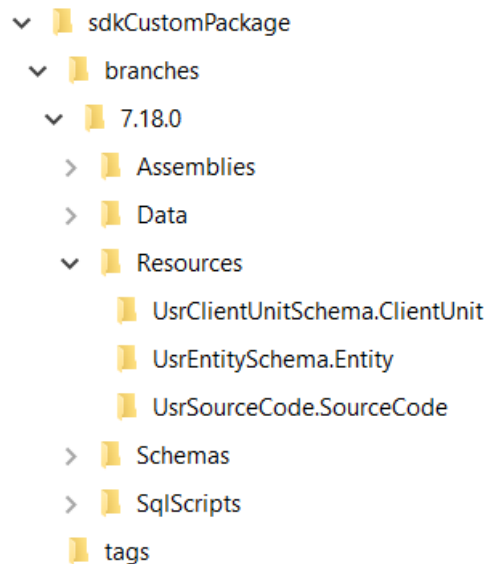 sdkCustomPackage
branches
7.18.0
Assemblies
Data
Resources
UsrClientUnitSchema.ClientUnit
UsrEntitySchema.Entity
UsrSourceCode.SourceCode
Schemas
SqlScripts
tags